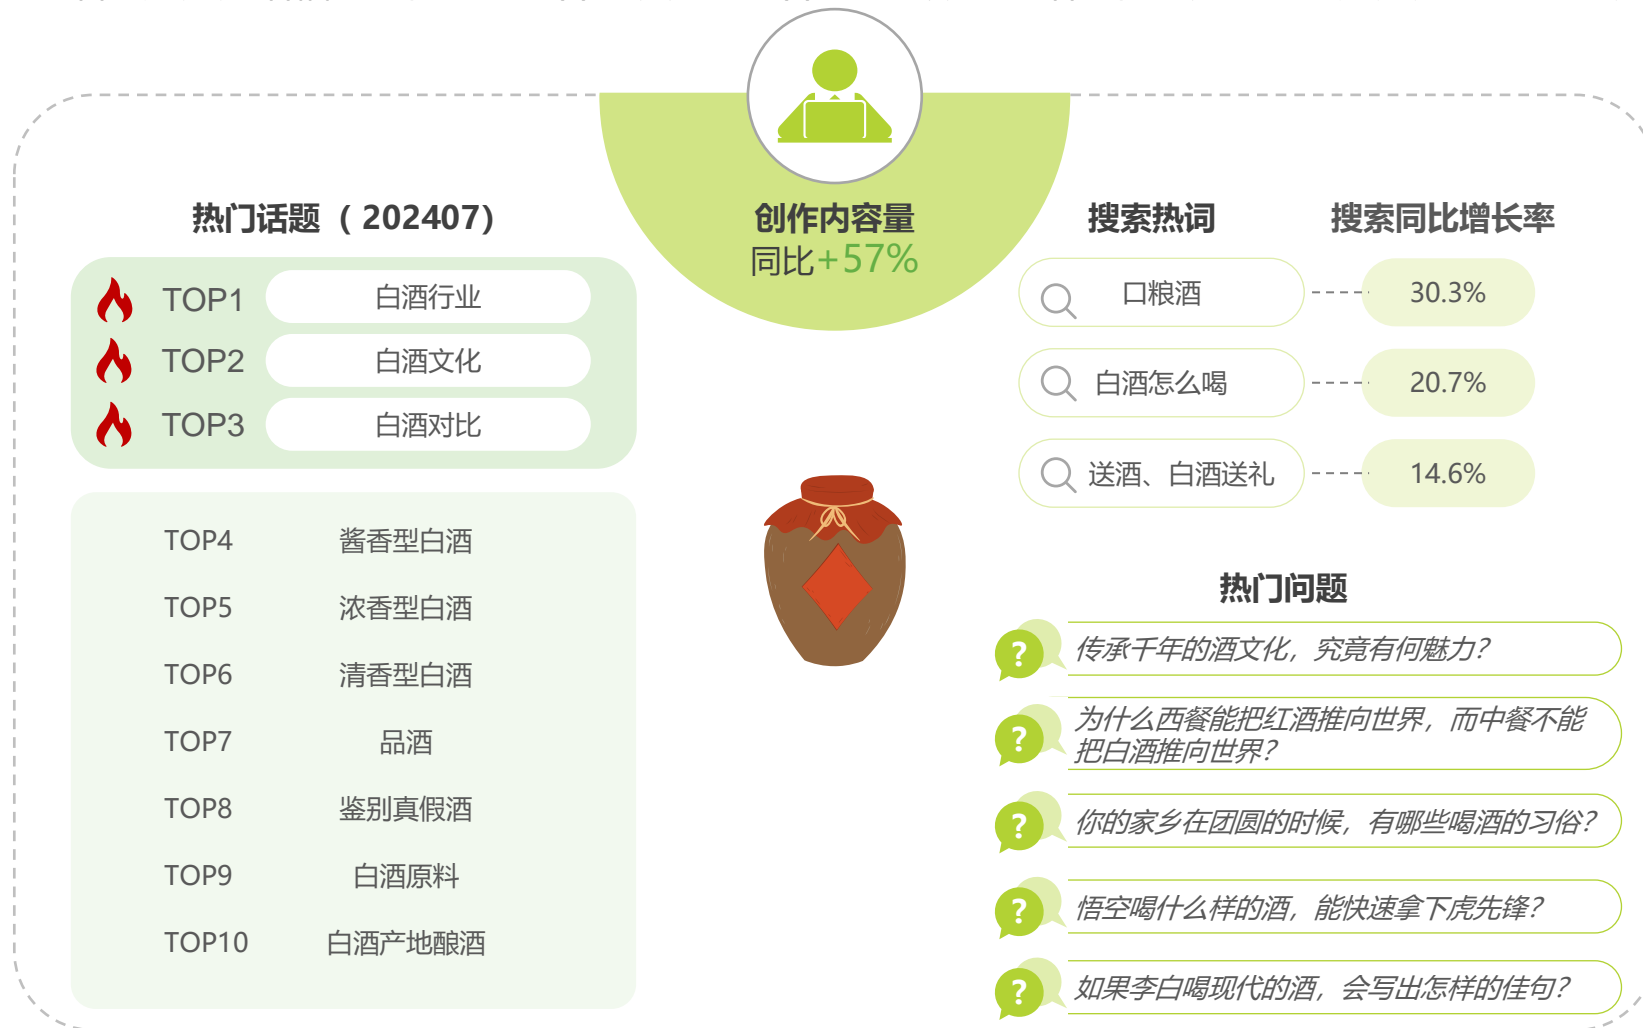 创作内容量
同比+57%
热门话题（202407）
TOP1 白酒行业
TOP2 白酒文化
TOP3 白酒对比
TOP4 酱香型白酒
TOP5 浓香型白酒
TOP6 清香型白酒
TOP7 品酒
TOP8 鉴别真假酒
TOP9 白酒原料
TOP10 白酒产地酿酒
搜索热词 搜索同比增长率
口粮酒 30.3%
白酒怎么喝 20.7%
送酒、白酒送礼 14.6%
热门问题
? 传承千年的酒文化，究竟有何魅力？
? 为什么西餐能把红酒推向世界，而中餐不能
把白酒推向世界？
? 你的家乡在团圆的时候，有哪些喝酒的习俗？
? 悟空喝什么样的酒，能快速拿下虎先锋？
? 如果李白喝现代的酒，会写出怎样的佳句？